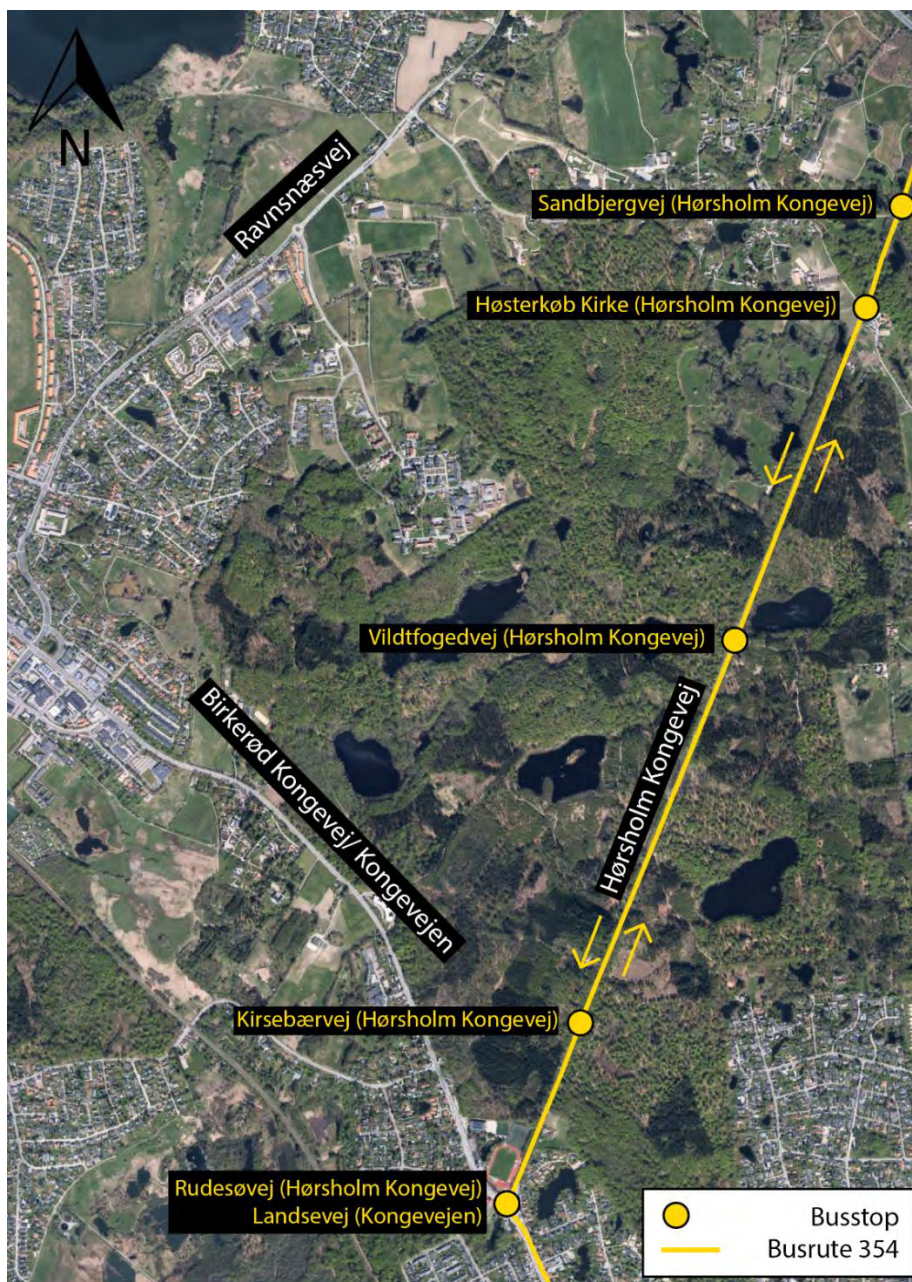 N
Ravnsnæsvej
Sandbjergvej (Hørsholm Kongevej)
Høsterkøb Kirke (Hørsholm Kongevej)
Vildtfogedvej (Hørsholm Kongevej)
Birkerød Kongevej/ Kongevejen
Hørsholm Kongevej
Kirsebærvej (Hørsholm Kongevej)
Rudesøvej (Hørsholm Kongevej)
Landsevej (Kongevejen)
Busstop
Busrute 354